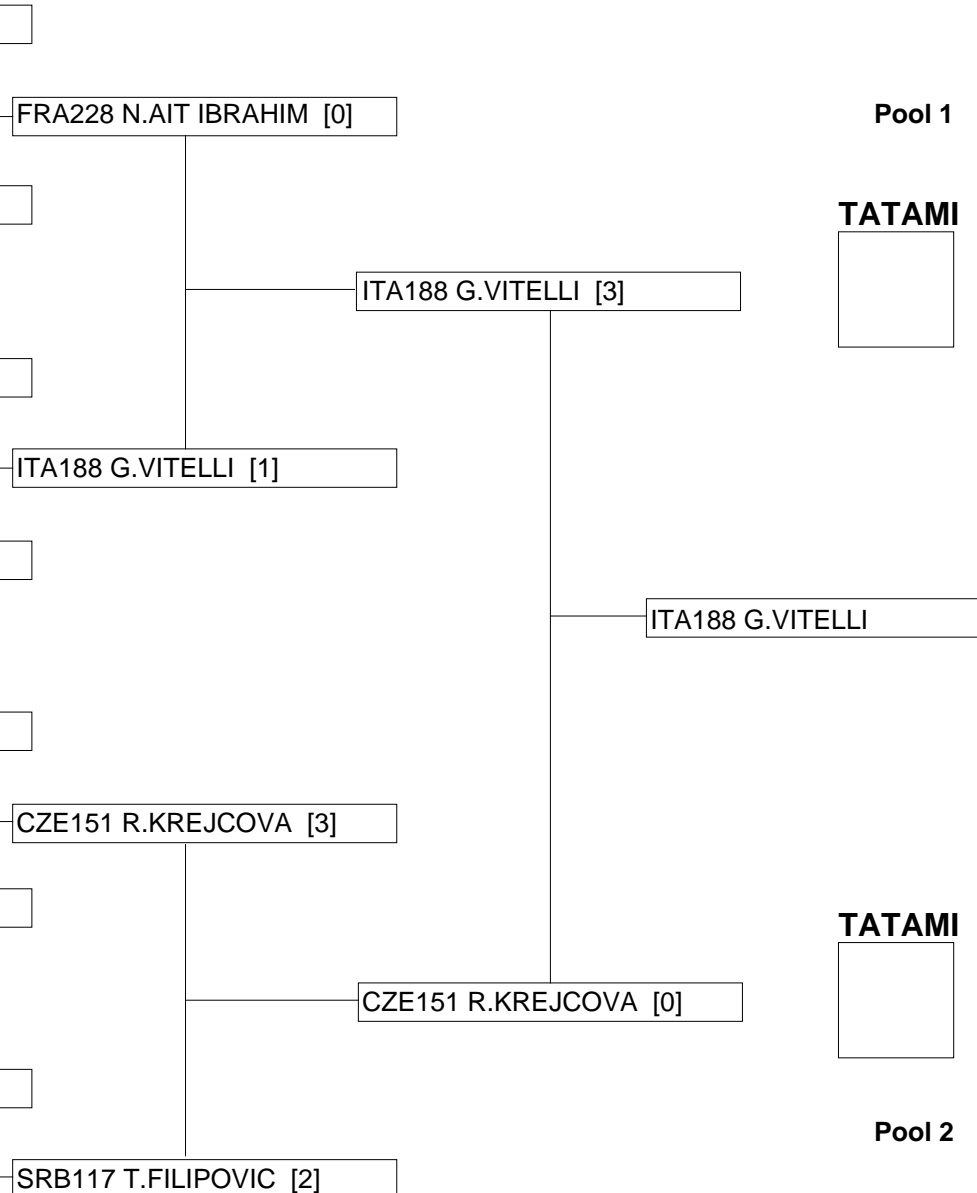 FRA228 N.AIT IBRAHIM [0]
Pool 1
TATAMI
ITA188 G.VITELLI [3]
ITA188 G.VITELLI [1]
ITA188 G.VITELLI
CZE151 R.KREJCOVA [3]
TATAMI
CZE151 R.KREJCOVA [0]
Pool 2
SRB117 T.FILIPOVIC [2]